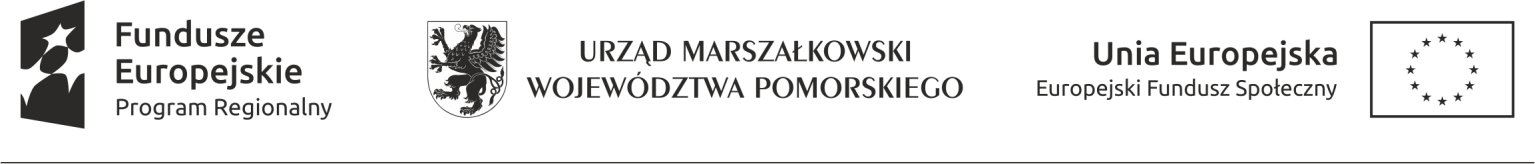 Fundusze
Europejskie
Program Regionalny
URZĄD MARSZAŁKOWSKI
WOJEWÓDZTWA POMORSKIEGO
Unia Europejska
Europejski Fundusz Społeczny